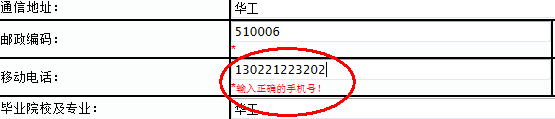 通信地址： 华工
邮政编码： 510006
*
移动电话： 130221223202
*输入正确的手机号！
毕业院校及专业： 华工